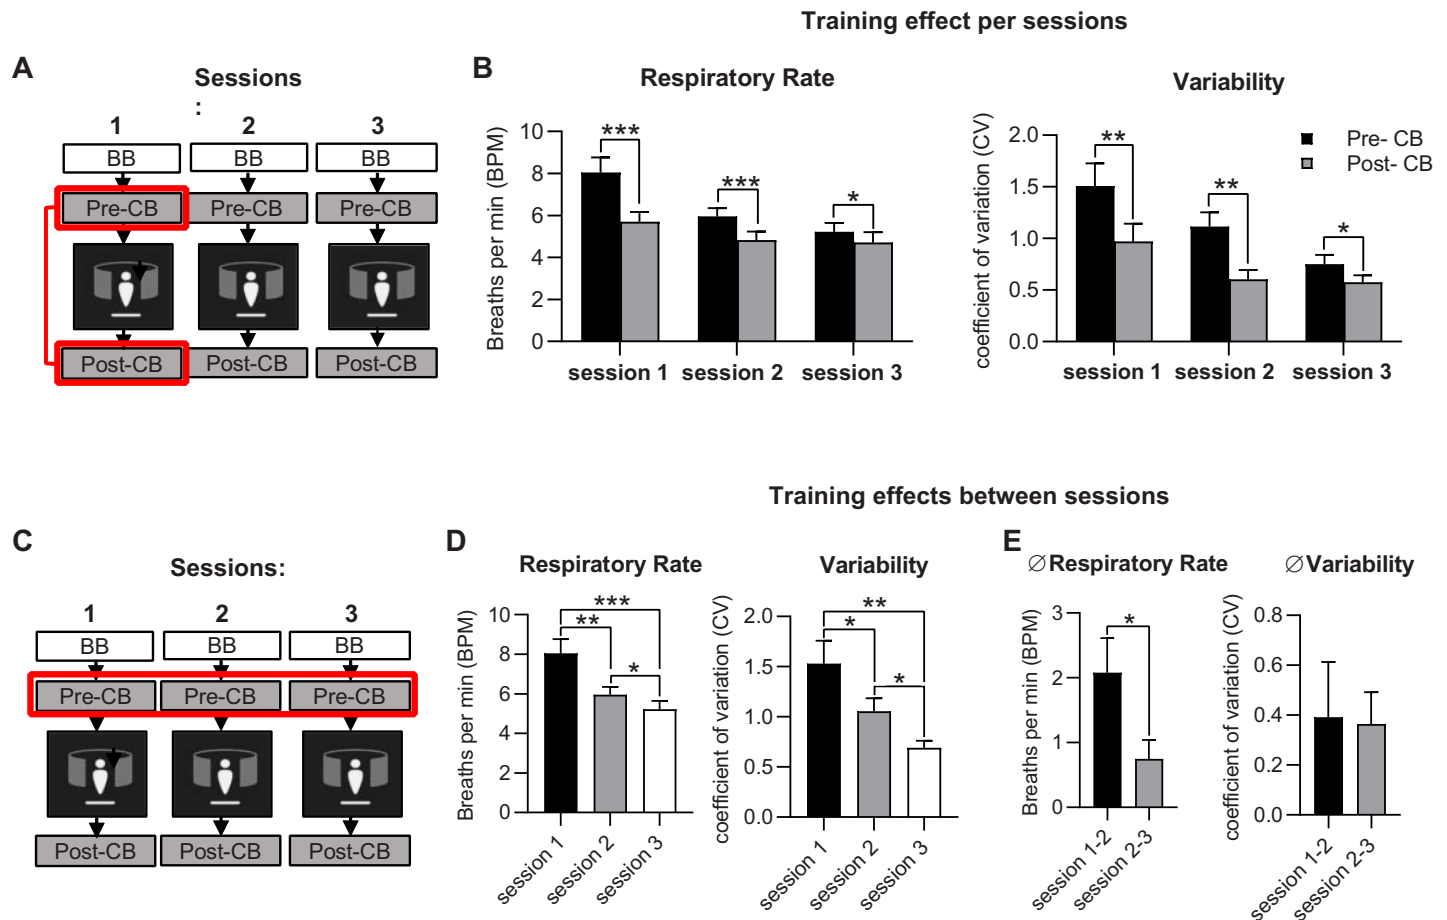 Training effect per sessions
A
Sessions
:
1 2 3
BB BB BB
Pre-CB Pre-CB Pre-CB
Post-CB Post-CB Post-CB
B
Respiratory Rate
Breaths per min (BPM)
10
8
6
4
2
0
*** *** *
session 1 session 2 session 3
Variability
coefficient of variation (CV)
2.0
1.5
1.0
0.5
0.0
** ** *
session 1 session 2 session 3
Pre- CB
Post- CB
Training effects between sessions
C
Sessions:
1 2 3
BB BB BB
Pre-CB Pre-CB Pre-CB
Post-CB Post-CB Post-CB
D
Respiratory Rate
Breaths per min (BPM)
10
8
6
4
2
0
***
**
*
session 1
session 2
session 3
Variability
coefficient of variation (CV)
2.0
1.5
1.0
0.5
0.0
**
*
*
session 1
session 2
session 3
E
∅ Respiratory Rate
Breaths per min (BPM)
3
2
1
0
*
session 1-2
session 2-3
∅ Variability
coefficient of variation (CV)
0.8
0.6
0.4
0.2
0.0
session 1-2
session 2-3